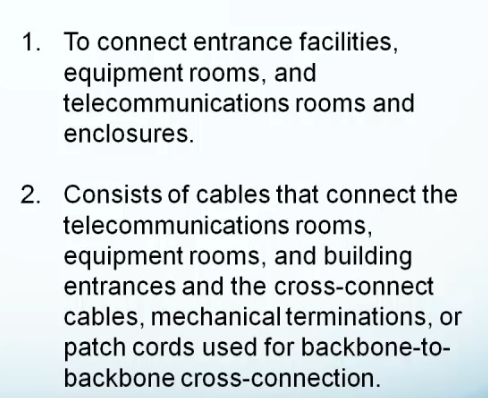 1. To connect entrance facilities,
equipment rooms, and
telecommunications rooms and
enclosures.
2. Consists of cables that connect the
telecommunications rooms,
equipment rooms, and building
entrances and the cross-connect
cables, mechanical terminations, or
patch cords used for backbone-to-
backbone cross-connection.